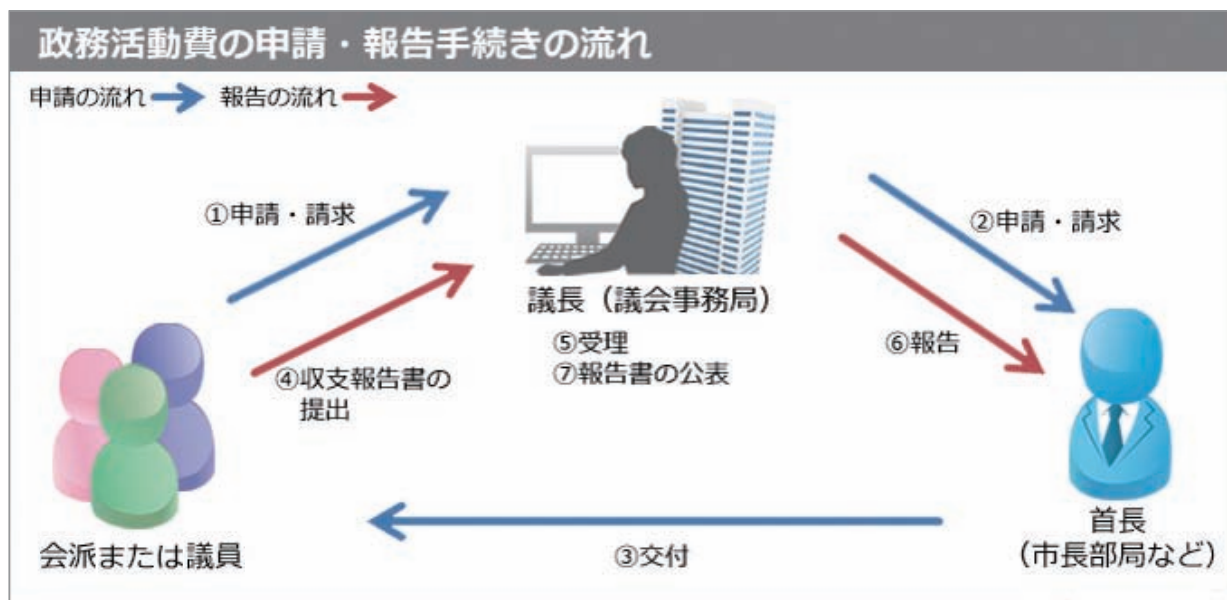 政務活動費の申請・報告手続きの流れ
申請の流れ 報告の流れ
①申請・請求
②申請・請求
議長（議会事務局）
⑤受理
⑦報告書の公表
④収支報告書の
提出
⑥報告
会派または議員
③交付
首長
（市長部局など）